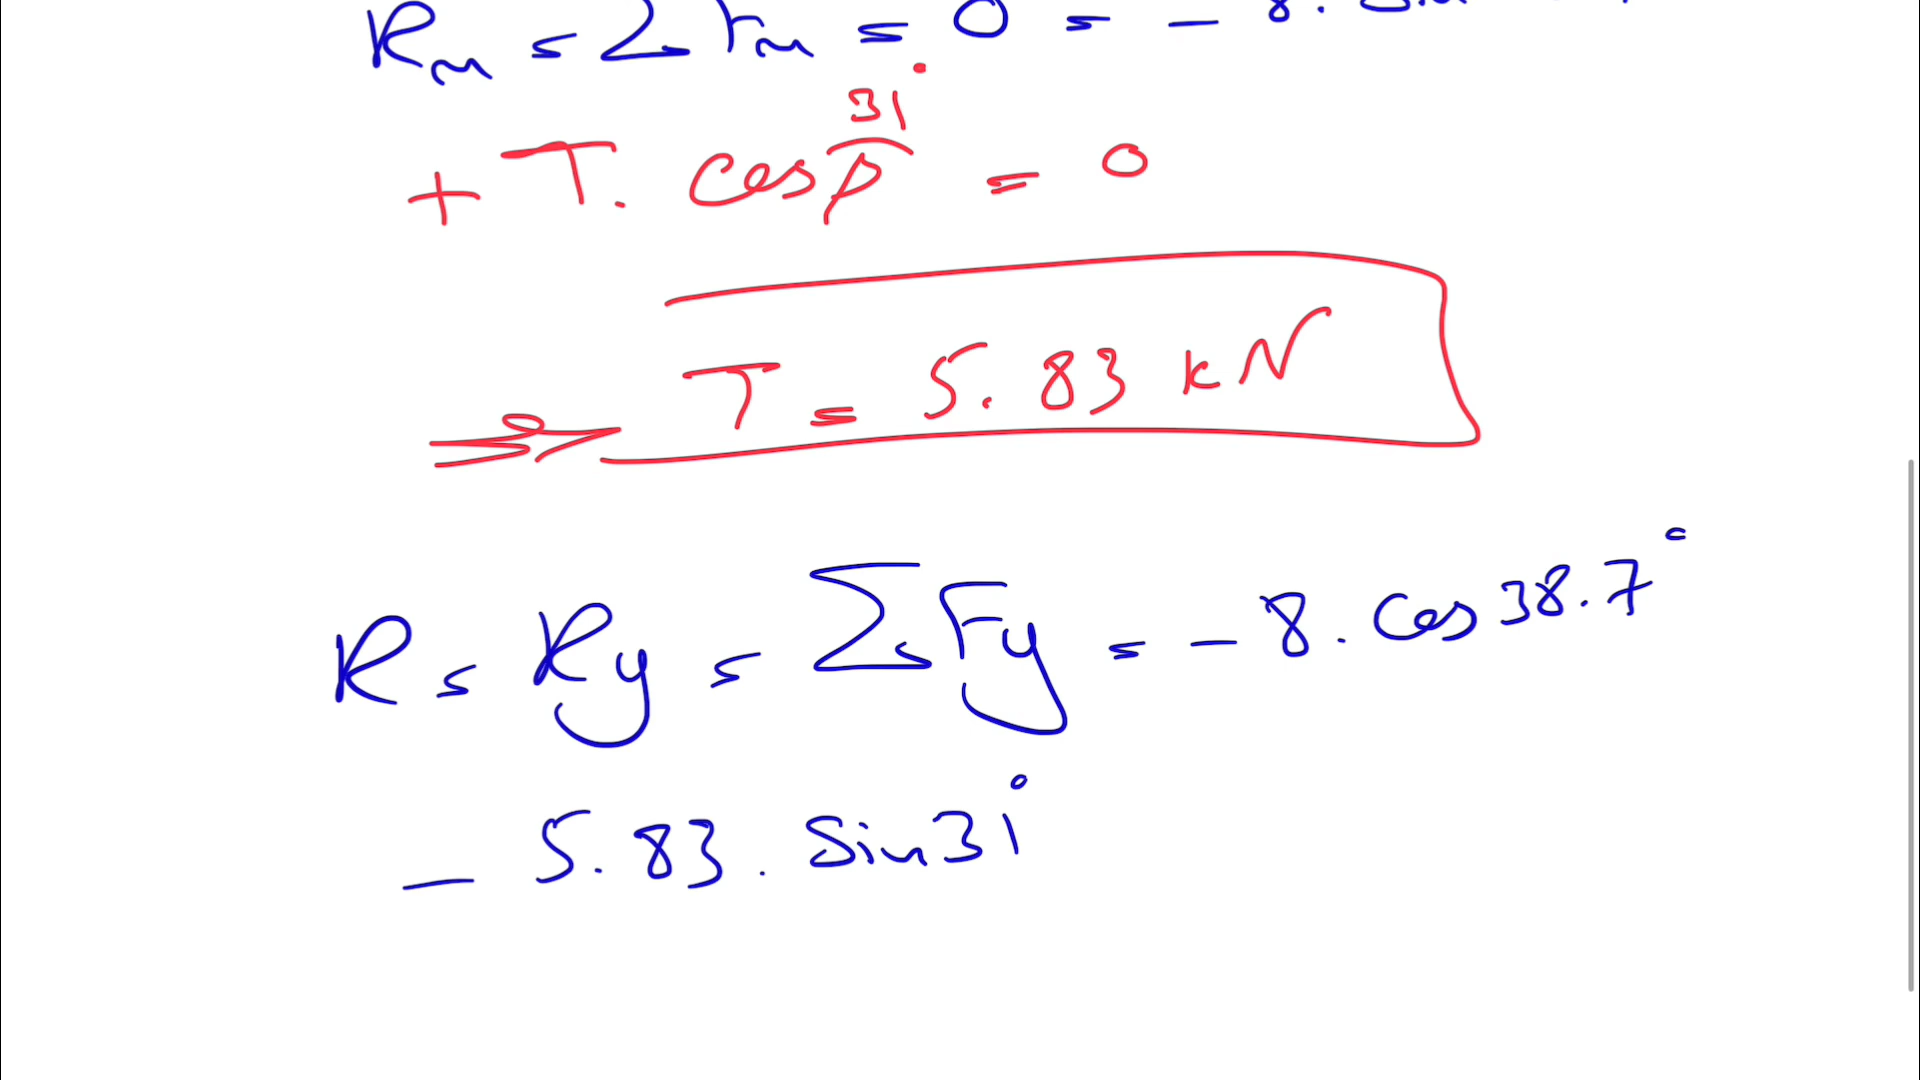 Rx = ΣFx = 0 = - 8 .
31°
+ T. cosβ = 0
⇒ T = 5.83 kN
R = Ry = ΣFy = - 8 . cos 38.7°
- 5.83 . sin 31°